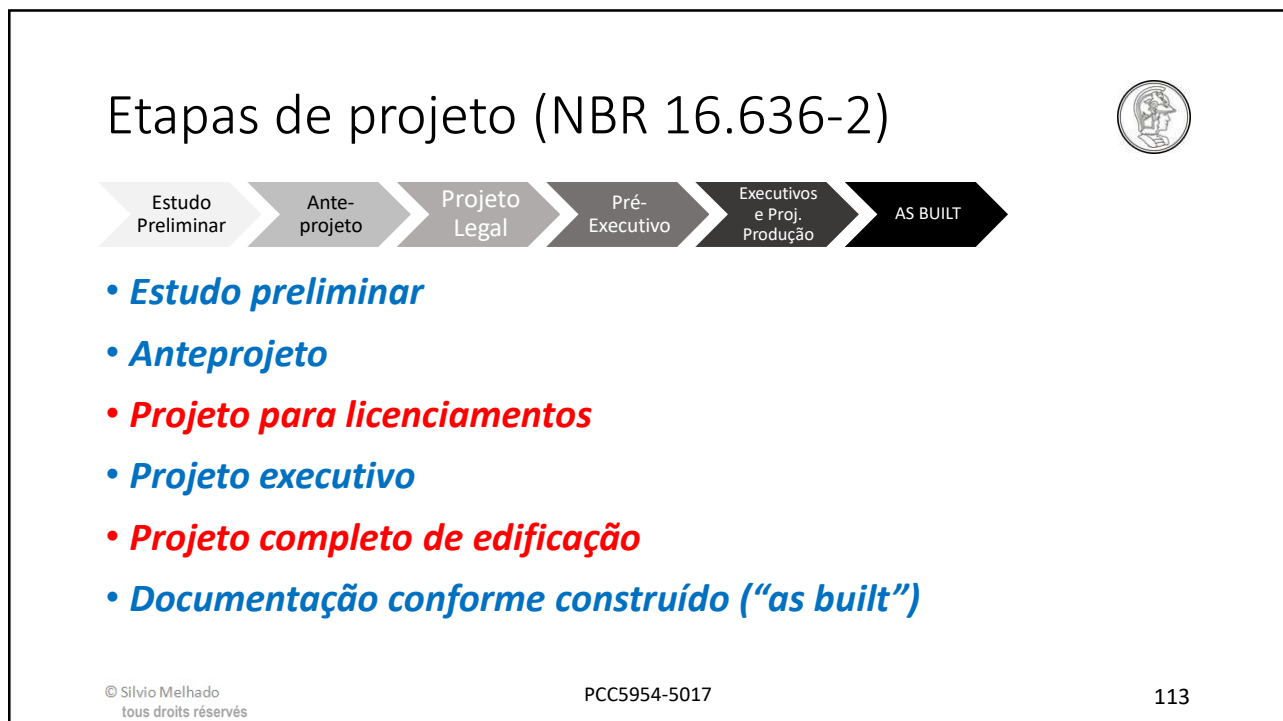 Etapas de projeto (NBR 16.636-2)
Estudo
Preliminar
Ante-
projeto
Projeto
Legal
Pré-
Executivo
Executivos
e Proj.
Produção
AS BUILT
• Estudo preliminar
• Anteprojeto
• Projeto para licenciamentos
• Projeto executivo
• Projeto completo de edificação
• Documentação conforme construído (“as built”)
© Silvio Melhado
tous droits réservés
PCC5954-5017
113